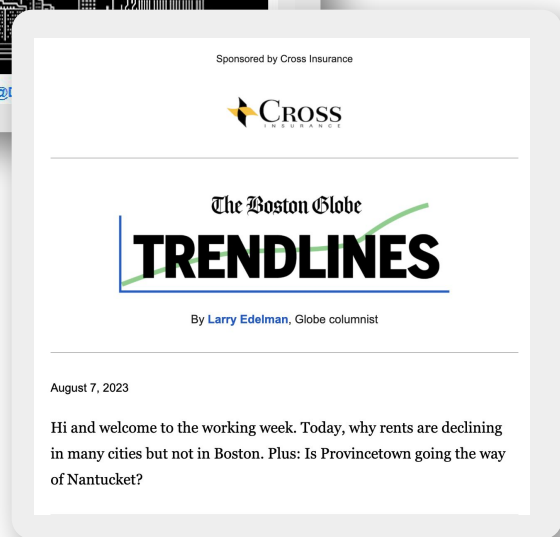 Sponsored by Cross Insurance
CROSS
INSURANCE
The Boston Globe
TRENDLINES
By Larry Edelman, Globe columnist
August 7, 2023
Hi and welcome to the working week. Today, why rents are declining
in many cities but not in Boston. Plus: Is Provincetown going the way
of Nantucket?